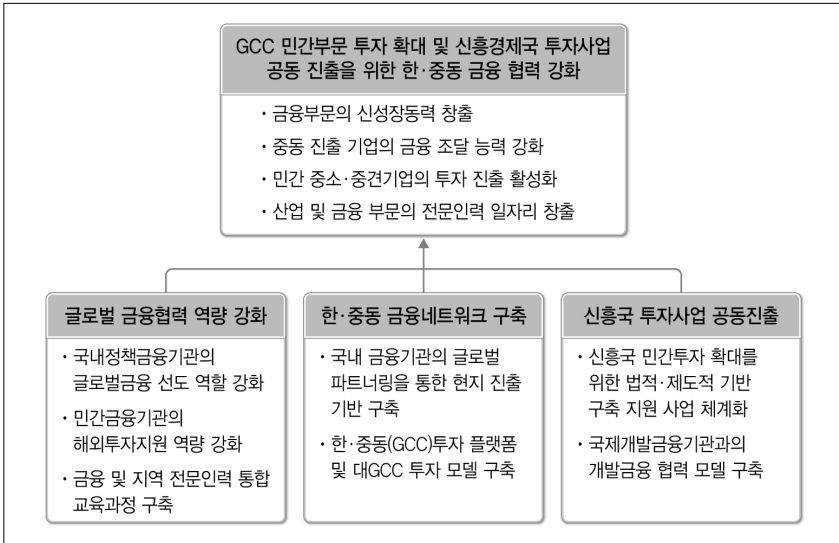 GCC 민간부문 투자 확대 및 신흥경제국 투자사업
공동 진출을 위한 한·중동 금융 협력 강화
· 금융부문의 신성장동력 창출
· 중동 진출 기업의 금융 조달 능력 강화
· 민간 중소·중견기업의 투자 진출 활성화
· 산업 및 금융 부문의 전문인력 일자리 창출
글로벌 금융협력 역량 강화
· 국내정책금융기관의
글로벌금융 선도 역할 강화
· 민간금융기관의
해외투자지원 역량 강화
· 금융 및 지역 전문인력 통합
교육과정 구축
한·중동 금융네트워크 구축
· 국내 금융기관의 글로벌
파트너링을 통한 현지 진출
기반 구축
· 한·중동(GCC)투자 플랫폼
및 대GCC 투자 모델 구축
신흥국 투자사업 공동진출
· 신흥국 민간투자 확대를
위한 법적·제도적 기반
구축 지원 사업 체계화
· 국제개발금융기관과의
개발금융 협력 모델 구축